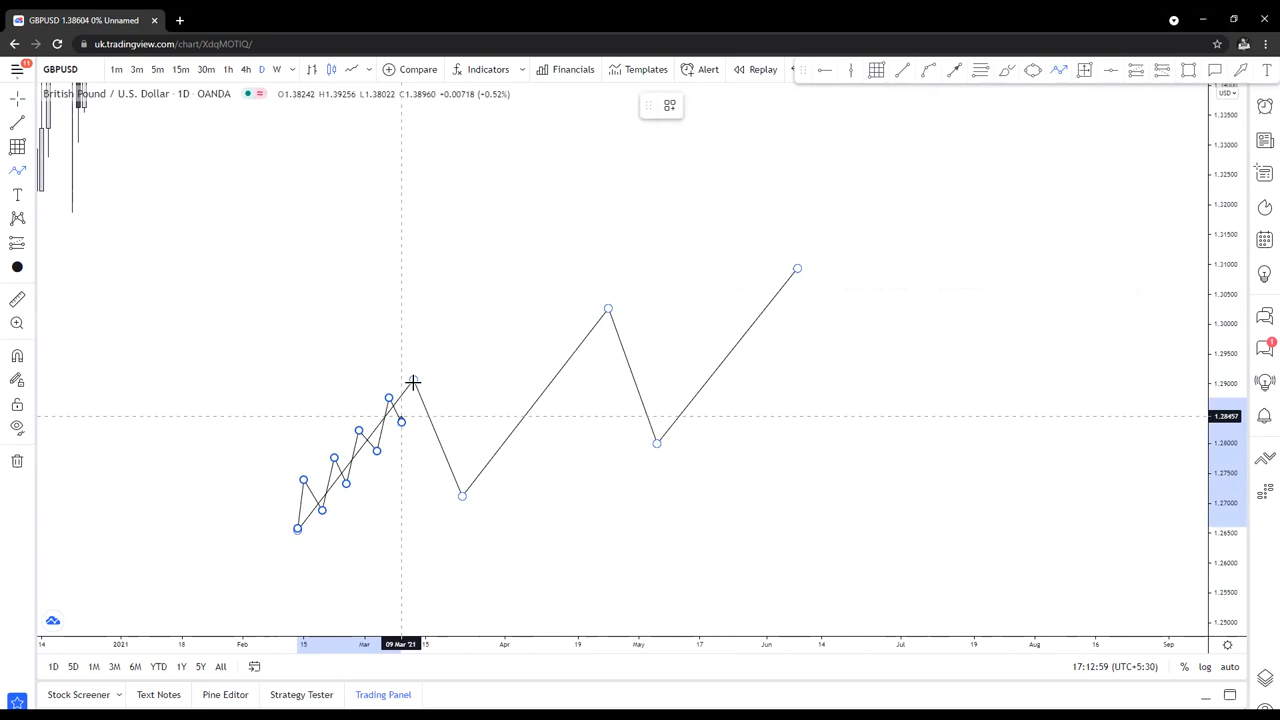 GBPUSD 1.38604 0% Unnamed
uk.tradingview.com/chart/XdqMOTIQ/
11
GBPUSD 1m 3m 5m 15m 30m 1h 4h D W Compare Indicators Financials Templates Alert Replay T
British Pound / U.S. Dollar · 1D · OANDA O1.38242 H1.39256 L1.38022 C1.38960 +0.00718 (+0.52%)
USD
1.33500
1.33000
1.32500
1.32000
1.31500
1.31000
1.30500
1.30000
1.29500
1.29000
1.28457
1.28000
1.27500
1.27000
1.26500
1.26000
1.25500
1.25000
T
1
14 2021 18 Feb 15 Mar 09 Mar '21 15 Apr 19 May 17 Jun 14 Jul 19 Aug 16 Sep
1D 5D 1M 3M 6M YTD 1Y 5Y All 17:12:59 (UTC+5:30) % log auto
Stock Screener Text Notes Pine Editor Strategy Tester Trading Panel